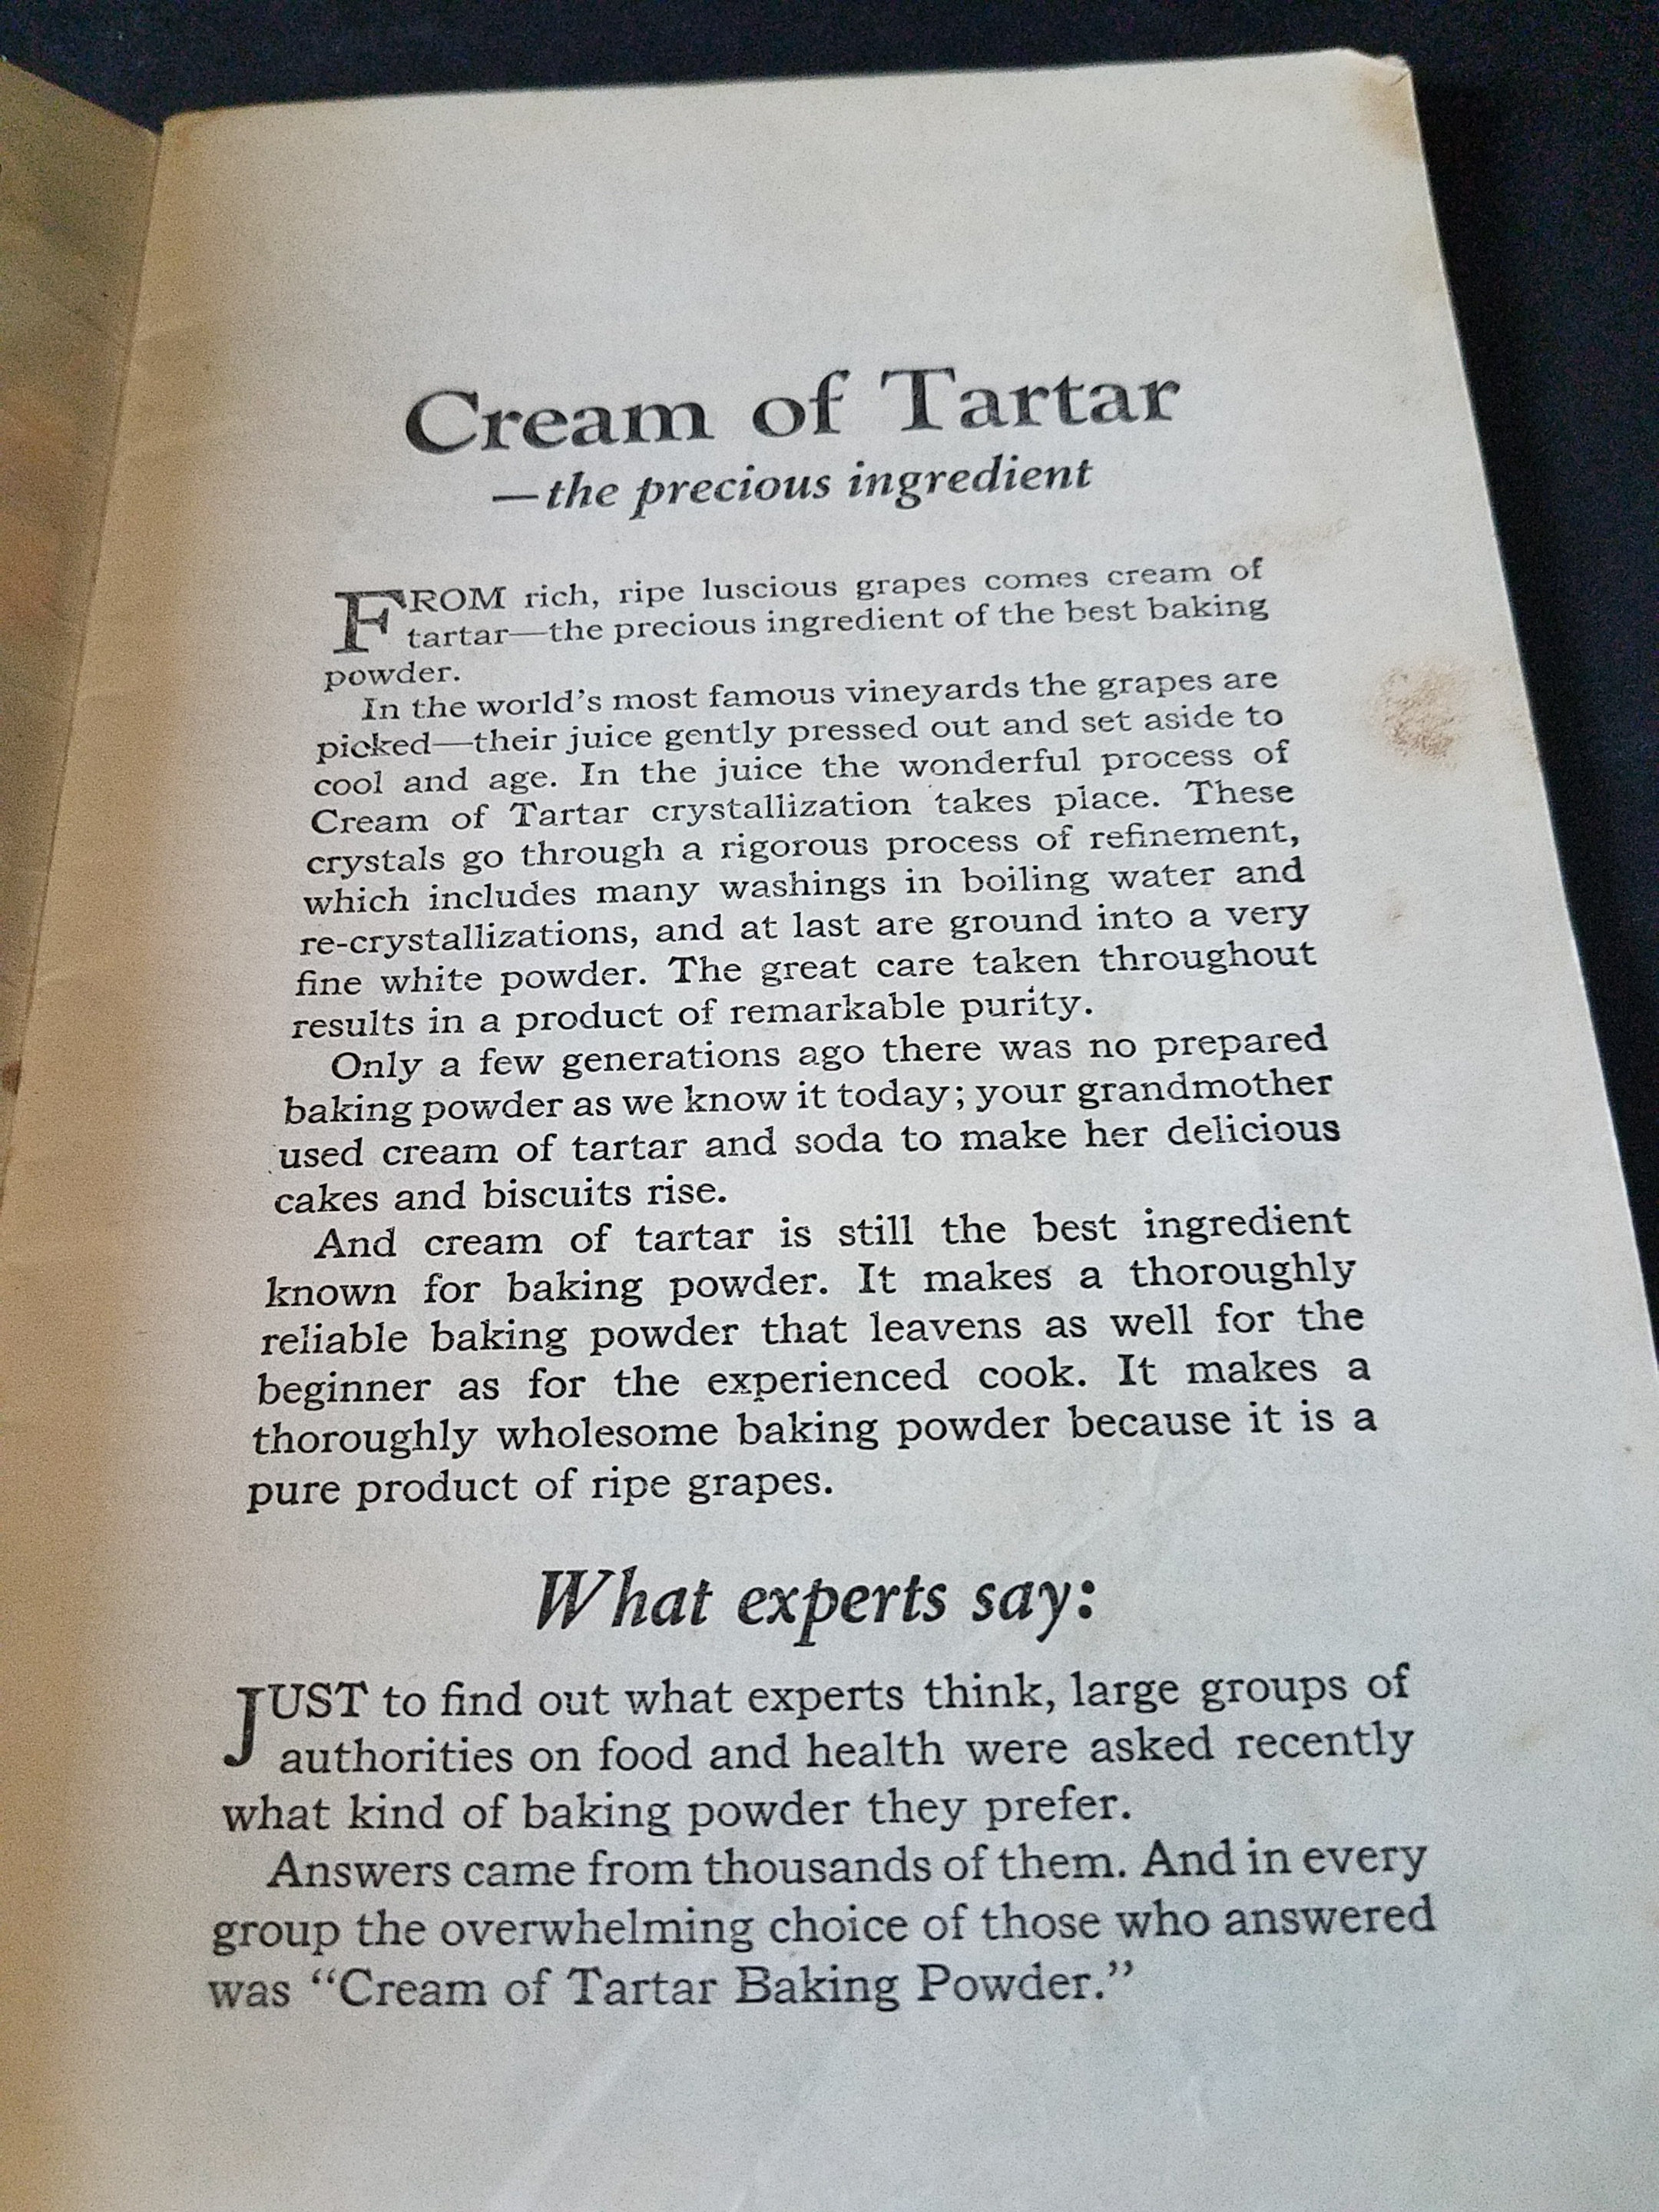 Cream of Tartar
—the precious ingredient
FROM rich, ripe luscious grapes comes cream of
tartar—the precious ingredient of the best baking
powder.
In the world's most famous vineyards the grapes are
picked—their juice gently pressed out and set aside to
cool and age. In the juice the wonderful process of
Cream of Tartar crystallization takes place. These
crystals go through a rigorous process of refinement,
which includes many washings in boiling water and
re-crystallizations, and at last are ground into a very
fine white powder. The great care taken throughout
results in a product of remarkable purity.
Only a few generations ago there was no prepared
baking powder as we know it today; your grandmother
used cream of tartar and soda to make her delicious
cakes and biscuits rise.
And cream of tartar is still the best ingredient
known for baking powder. It makes a thoroughly
reliable baking powder that leavens as well for the
beginner as for the experienced cook. It makes a
thoroughly wholesome baking powder because it is a
pure product of ripe grapes.
What experts say:
JUST to find out what experts think, large groups of
authorities on food and health were asked recently
what kind of baking powder they prefer.
Answers came from thousands of them. And in every
group the overwhelming choice of those who answered
was “Cream of Tartar Baking Powder.”